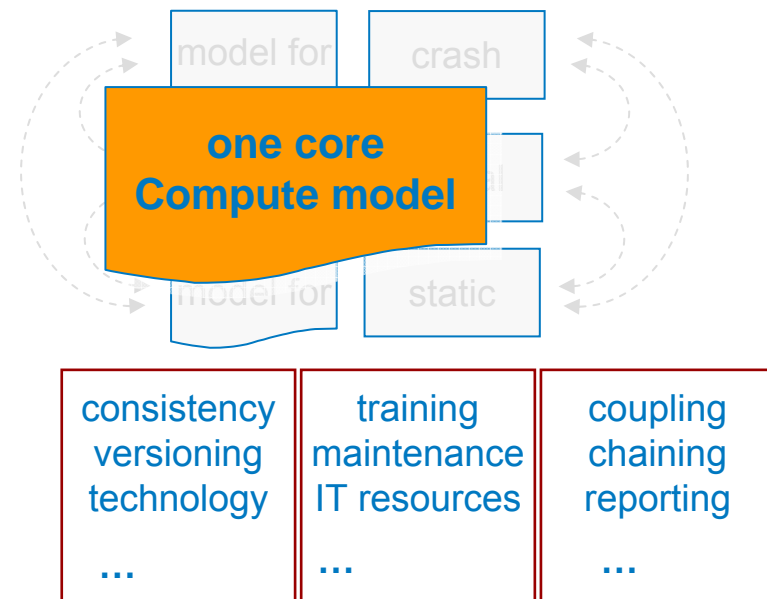 model for
crash
one core
Compute model
model for
static
consistency
versioning
technology
...
training
maintenance
IT resources
...
coupling
chaining
reporting
...